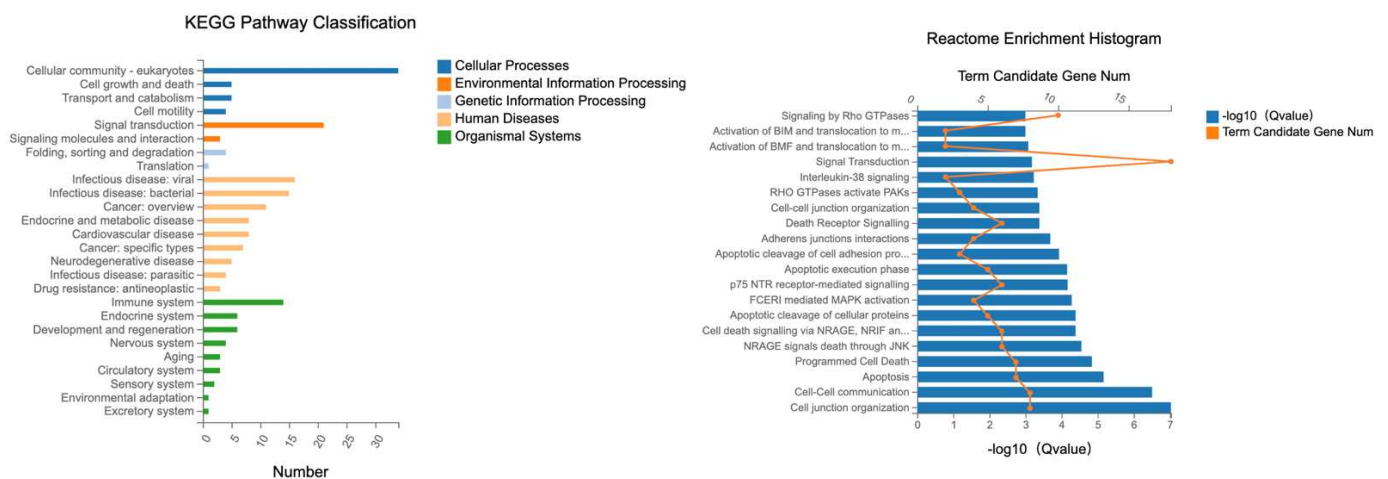 KEGG Pathway Classification
Cellular community - eukaryotes
Cell growth and death
Transport and catabolism
Cell motility
Signal transduction
Signaling molecules and interaction
Folding, sorting and degradation
Translation
Infectious disease: viral
Infectious disease: bacterial
Cancer: overview
Endocrine and metabolic disease
Cardiovascular disease
Cancer: specific types
Neurodegenerative disease
Infectious disease: parasitic
Drug resistance: antineoplastic
Immune system
Endocrine system
Development and regeneration
Nervous system
Aging
Circulatory system
Sensory system
Environmental adaptation
Excretory system
0 5 10 15 20 25 30
Number
Cellular Processes
Environmental Information Processing
Genetic Information Processing
Human Diseases
Organismal Systems
Reactome Enrichment Histogram
Term Candidate Gene Num
0 5 10 15
Signaling by Rho GTPases
Activation of BIM and translocation to m...
Activation of BMF and translocation to m...
Signal Transduction
Interleukin-38 signaling
RHO GTPases activate PAKs
Cell-cell junction organization
Death Receptor Signalling
Adherens junctions interactions
Apoptotic cleavage of cell adhesion pro...
Apoptotic execution phase
p75 NTR receptor-mediated signalling
FCERI mediated MAPK activation
Apoptotic cleavage of cellular proteins
Cell death signalling via NRAGE, NRIF an...
NRAGE signals death through JNK
Programmed Cell Death
Apoptosis
Cell-Cell communication
Cell junction organization
0 1 2 3 4 5 6 7
-log10（Qvalue）
-log10（Qvalue）
Term Candidate Gene Num